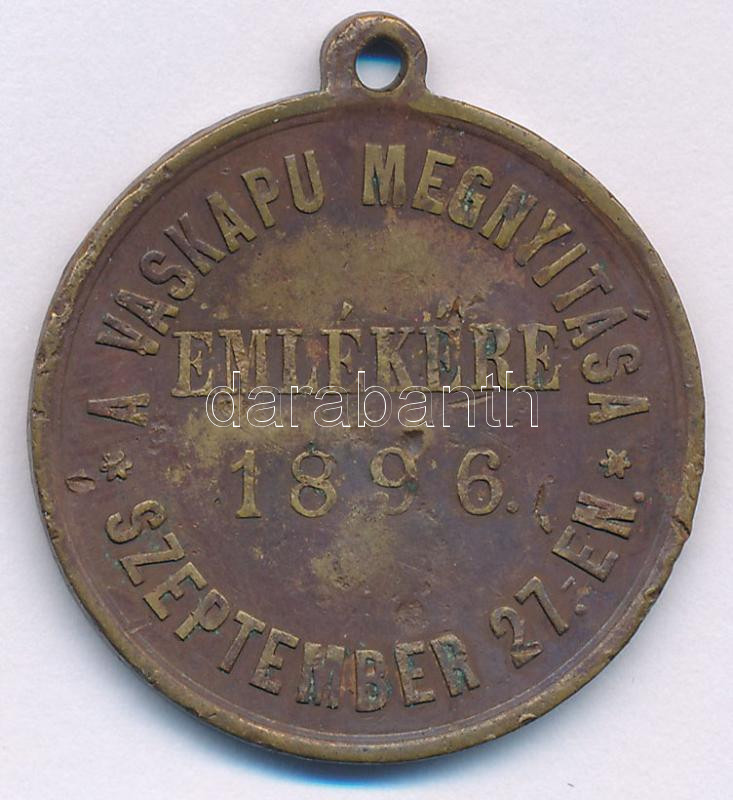 A VASKAPU MEGNYITÁSA
EMLÉKÉRE
1896.
* SZEPTEMBER 27.-ÉN. *
darabanth